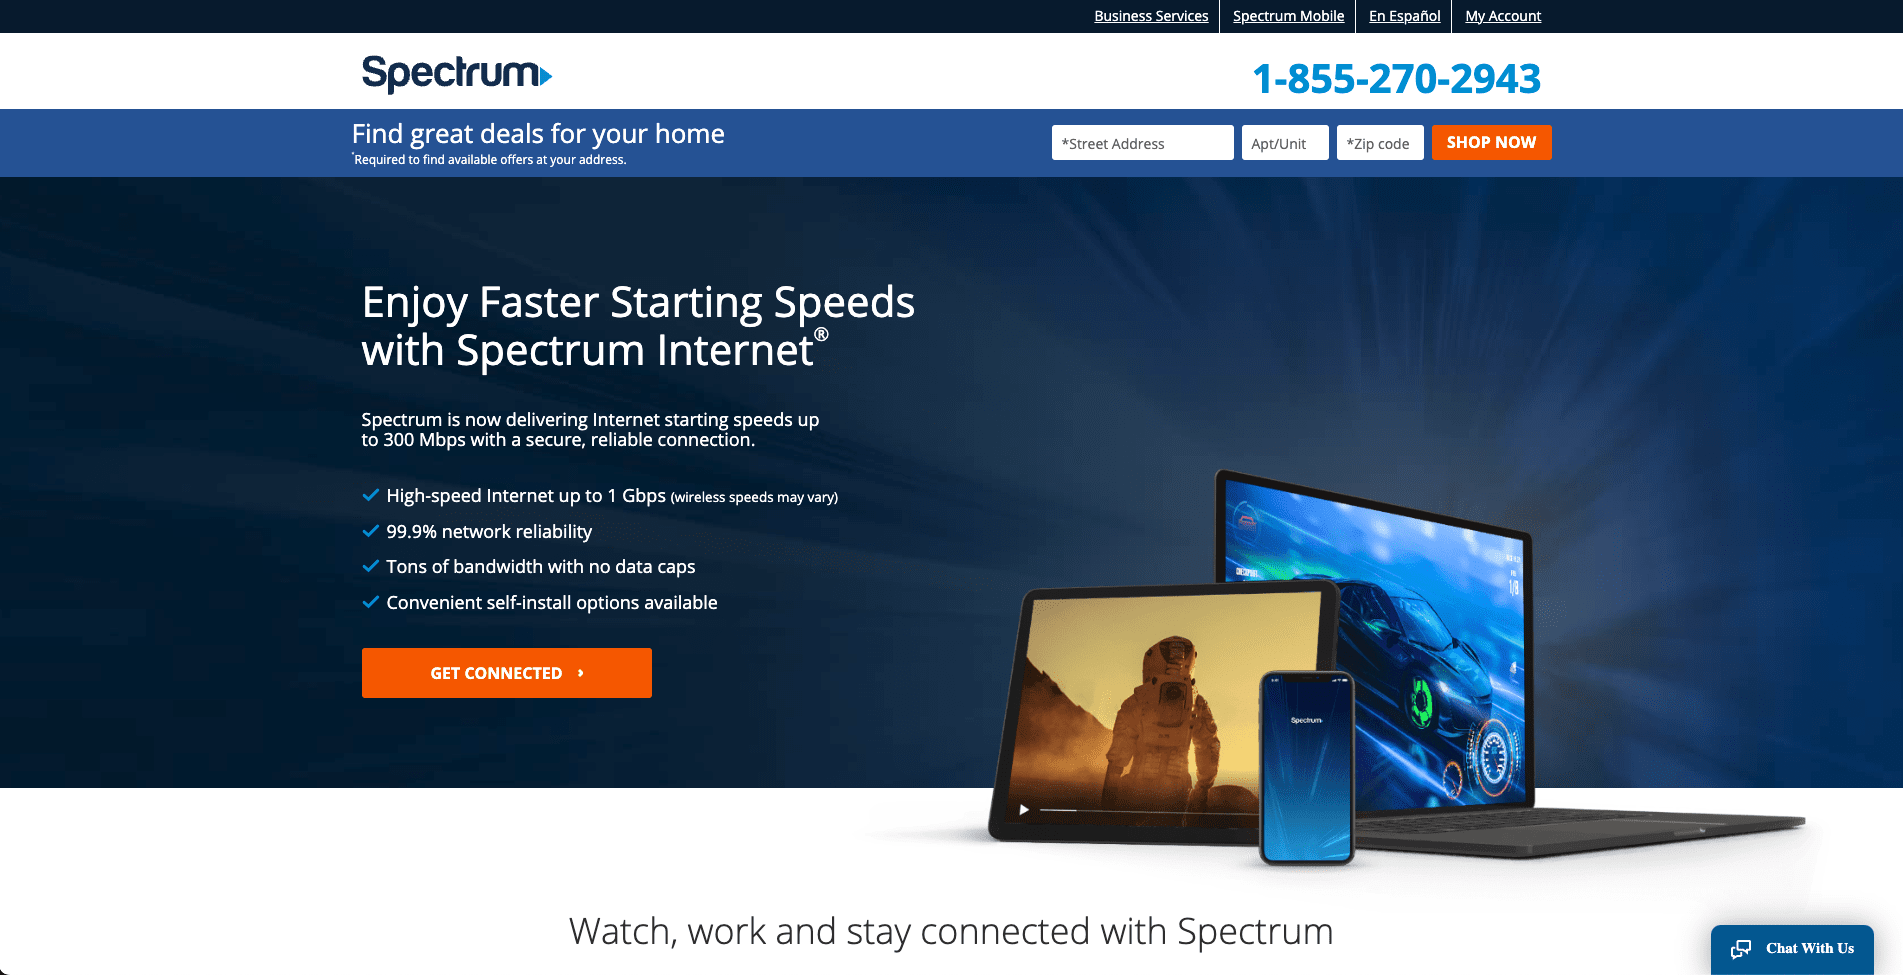 Business Services
Spectrum Mobile
En Español
My Account
Spectrum
1-855-270-2943
Find great deals for your home
*Required to find available offers at your address.
*Street Address
Apt/Unit
*Zip code
SHOP NOW
Enjoy Faster Starting Speeds
with Spectrum Internet®
Spectrum is now delivering Internet starting speeds up
to 300 Mbps with a secure, reliable connection.
High-speed Internet up to 1 Gbps (wireless speeds may vary)
99.9% network reliability
Tons of bandwidth with no data caps
Convenient self-install options available
GET CONNECTED ›
1/8
Spectrum
Watch, work and stay connected with Spectrum
Chat With Us